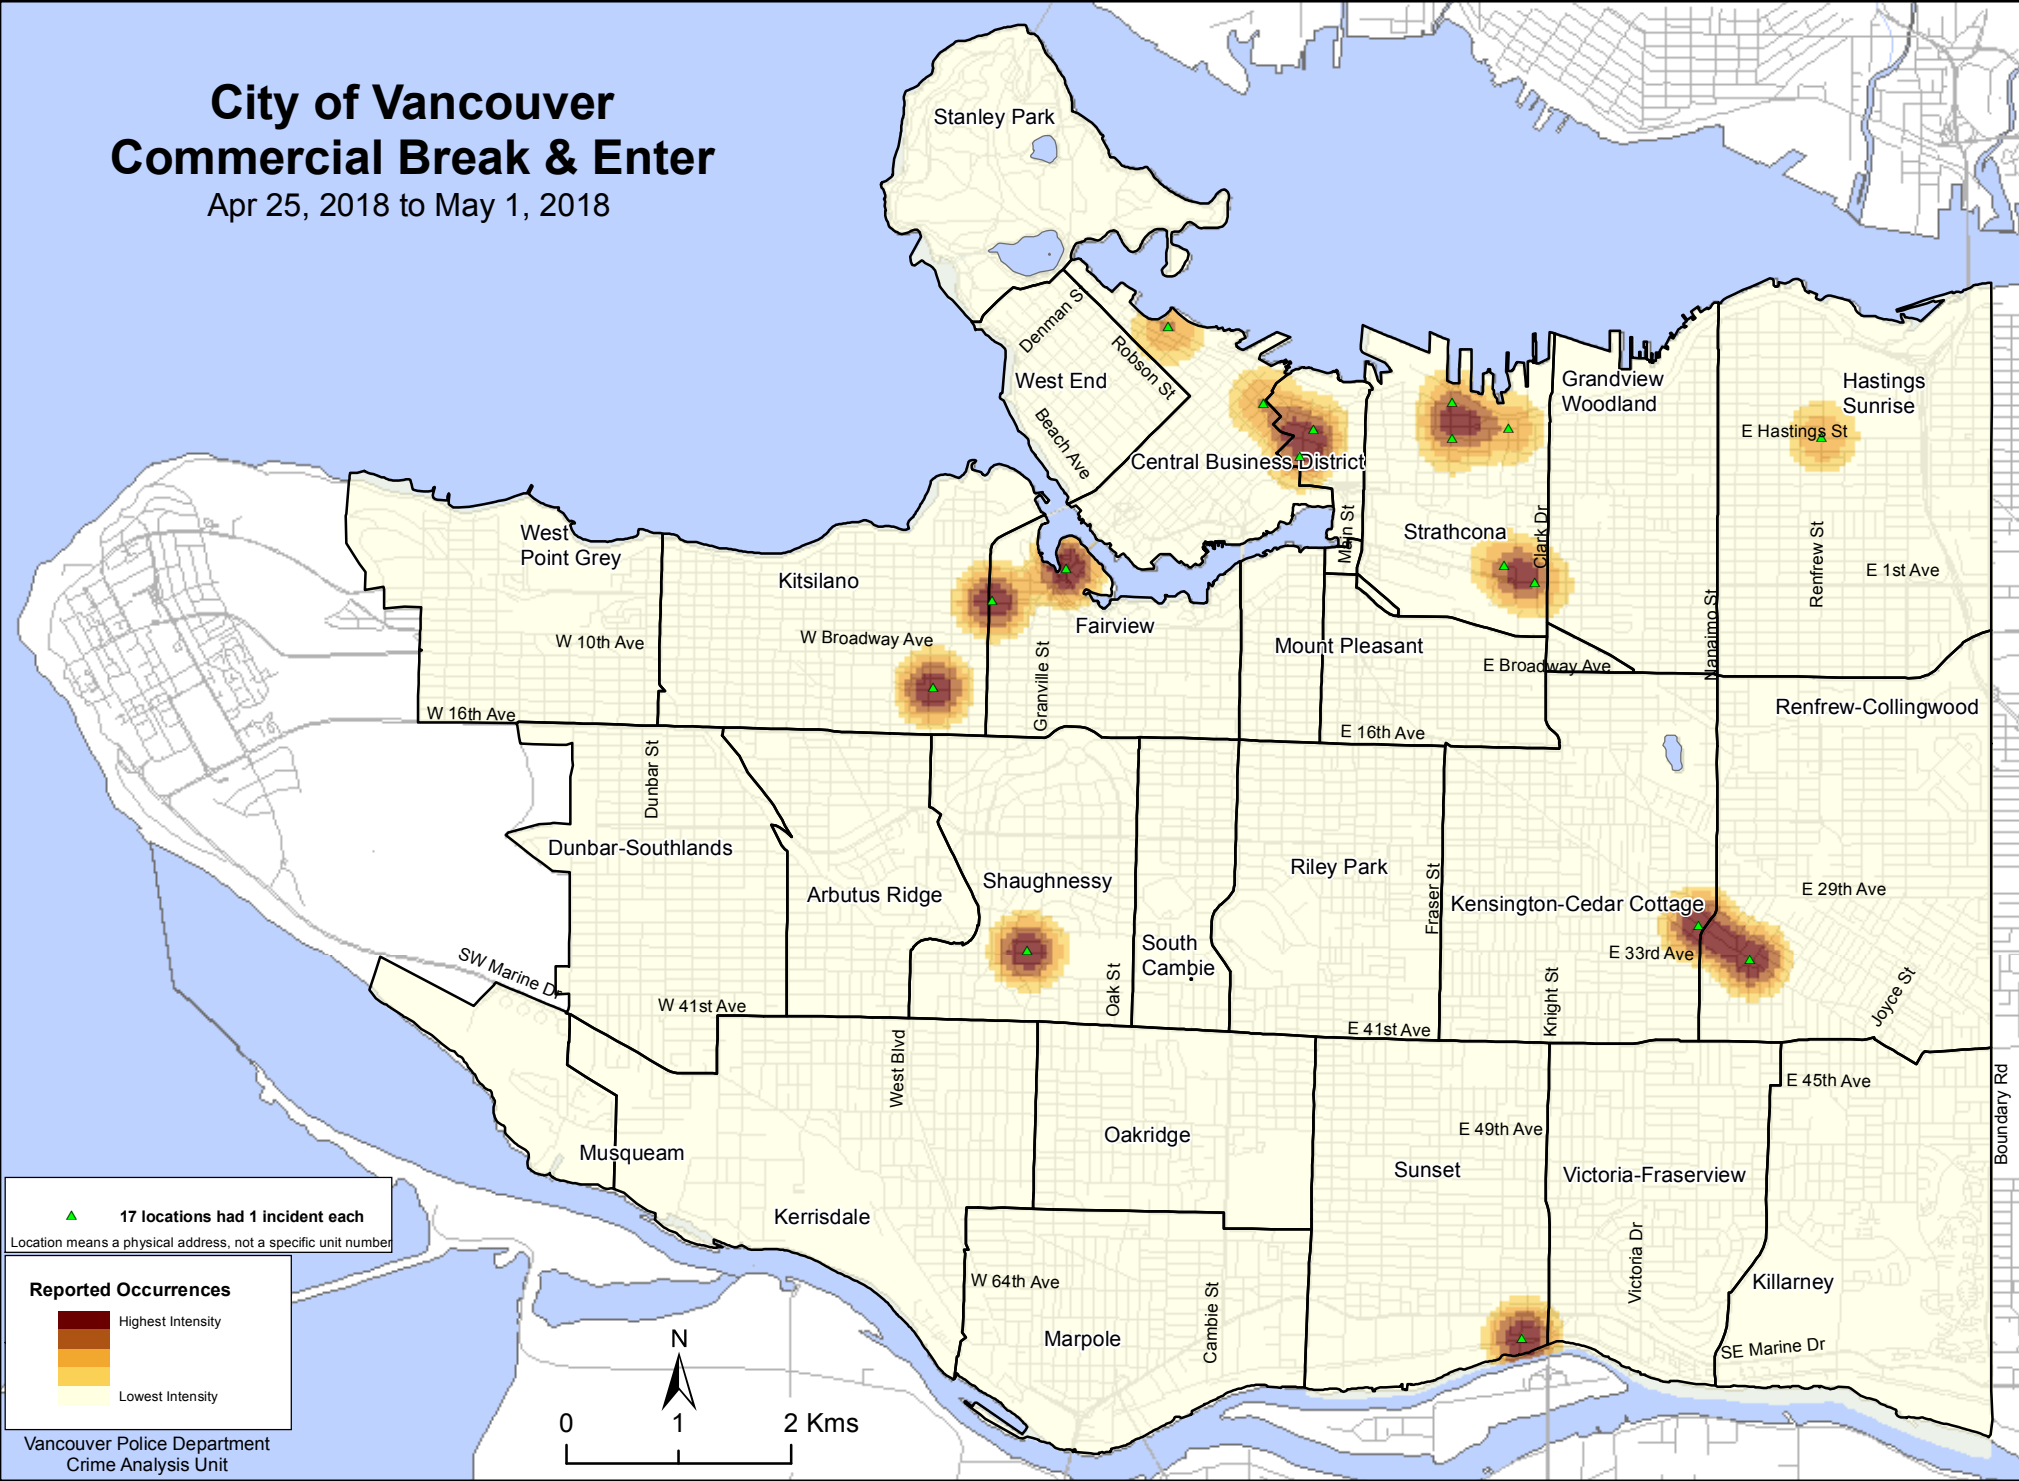 City of Vancouver
Commercial Break & Enter
Apr 25, 2018 to May 1, 2018
Stanley Park
Denman S
Robson St
West End
Beach Ave
Central Business District
Grandview
Woodland
Hastings
Sunrise
E Hastings St
West
Point Grey
Kitsilano
Strathcona
Main St
Clark Dr
Renfrew St
E 1st Ave
W 10th Ave
W Broadway Ave
Fairview
Granville St
Mount Pleasant
E Broadway Ave
Nanaimo St
W 16th Ave
E 16th Ave
Renfrew-Collingwood
Dunbar St
Dunbar-Southlands
Arbutus Ridge
Shaughnessy
Riley Park
Fraser St
Kensington-Cedar Cottage
E 29th Ave
South
Cambie
Oak St
E 33rd Ave
Knight St
Joyce St
SW Marine Dr
W 41st Ave
E 41st Ave
West Blvd
E 45th Ave
Boundary Rd
Musqueam
Oakridge
E 49th Ave
Sunset
Victoria-Fraserview
Kerrisdale
Victoria Dr
W 64th Ave
Cambie St
Marpole
Killarney
SE Marine Dr
17 locations had 1 incident each
Location means a physical address, not a specific unit number
Reported Occurrences
Highest Intensity
Lowest Intensity
N
0 1 2 Kms
Vancouver Police Department
Crime Analysis Unit